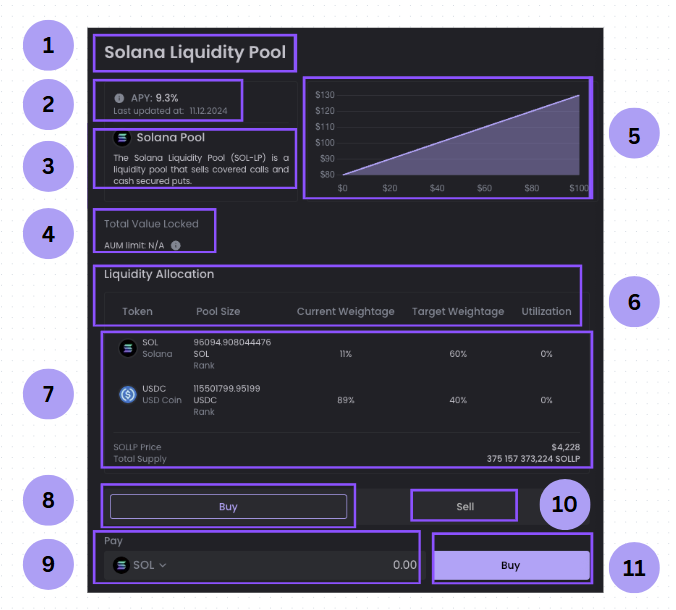 1
Solana Liquidity Pool
2
APY: 9.3%
Last updated at: 11.12.2024
3
Solana Pool
The Solana Liquidity Pool (SOL-LP) is a
liquidity pool that sells covered calls and
cash secured puts.
$130
$120
$110
$100
$90
$80
$0 $20 $40 $60 $80 $100
5
4
Total Value Locked
AUM limit: N/A
Liquidity Allocation
6
Token Pool Size Current Weightage Target Weightage Utilization
7
SOL
Solana
96094.908044476
SOL
Rank
11% 60% 0%
USDC
USD Coin
115501799.95199
USDC
Rank
89% 40% 0%
SOLLP Price $4,228
Total Supply 375 157 373,224 SOLLP
8
Buy
Sell
10
9
Pay
SOL 0.00
Buy
11